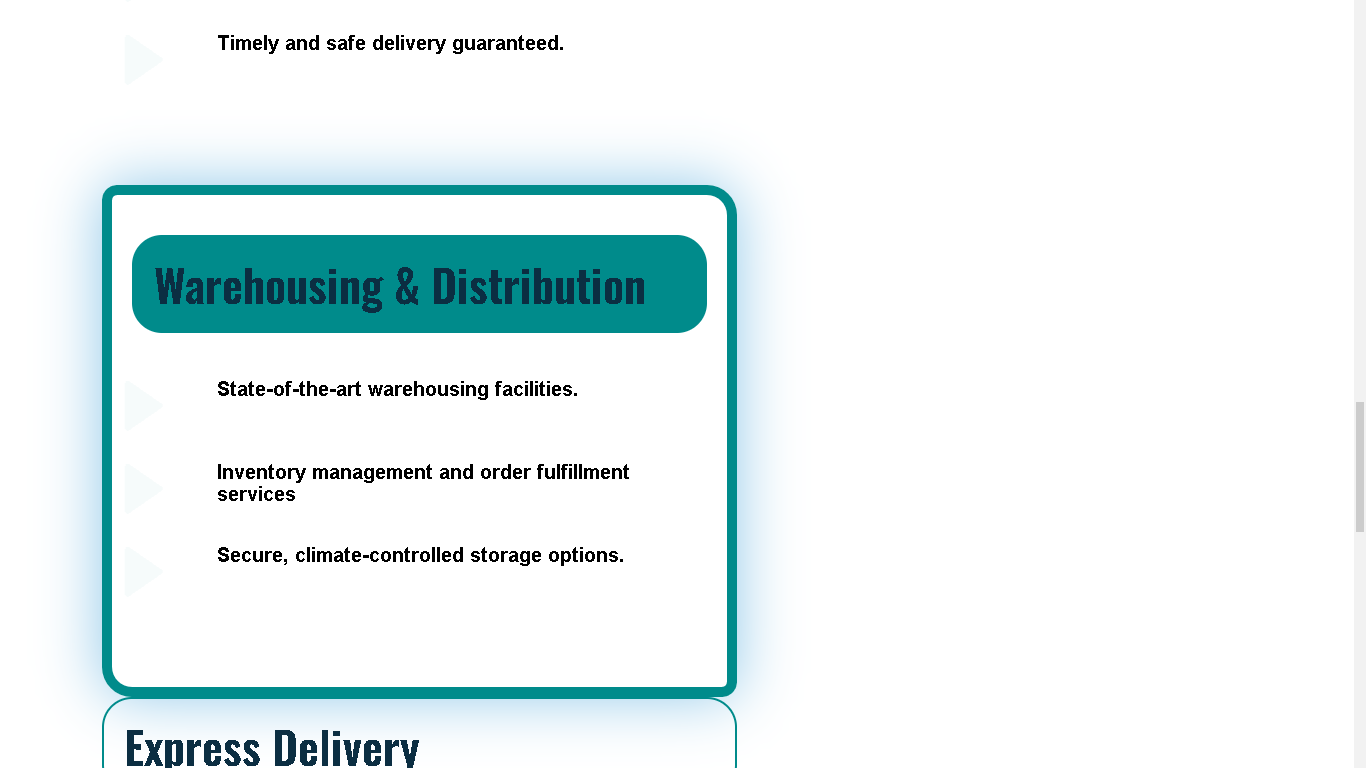 Timely and safe delivery guaranteed.
Warehousing & Distribution
State-of-the-art warehousing facilities.
Inventory management and order fulfillment
services
Secure, climate-controlled storage options.
Express Delivery